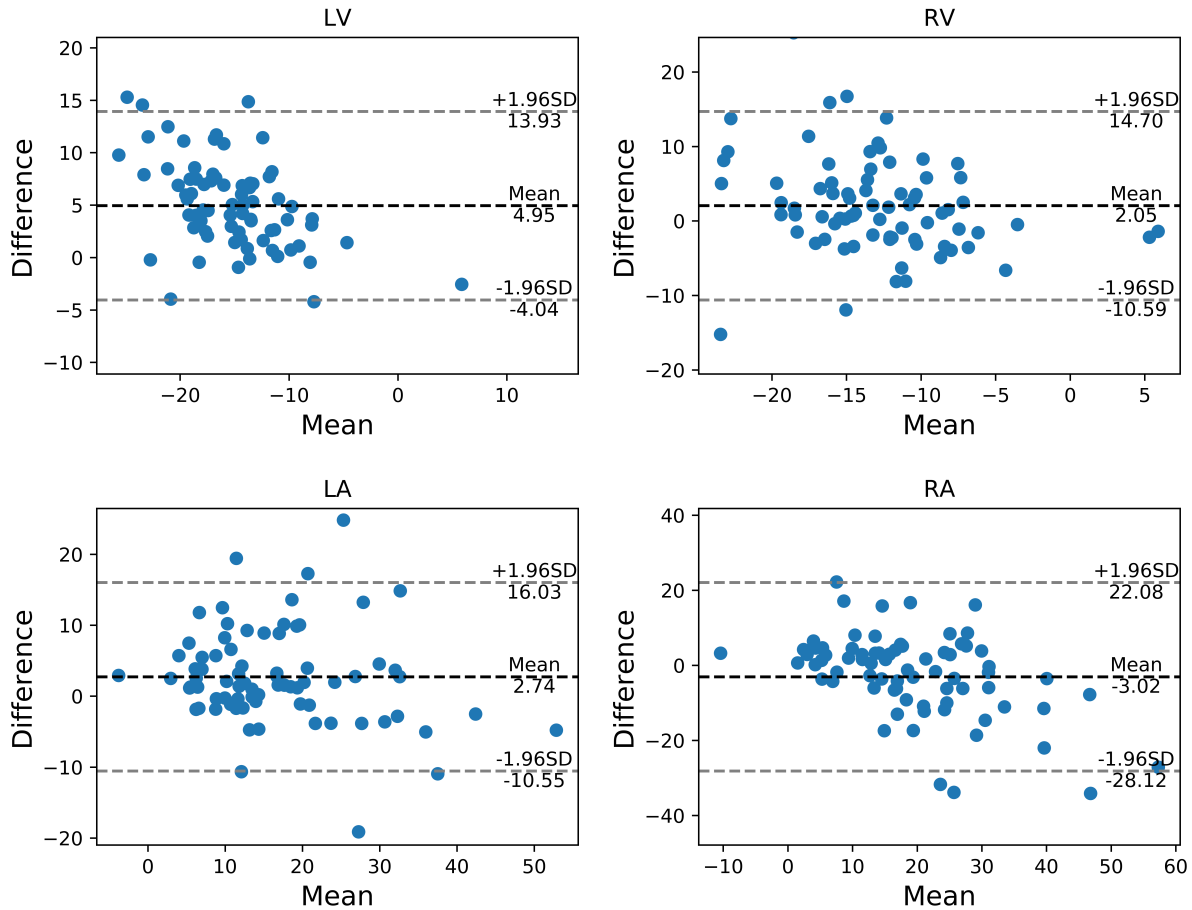 LV
20
15
10
5
0
−5
−10
Difference
+1.96SD
13.93
Mean
4.95
-1.96SD
-4.04
−20
−10
0
10
Mean
RV
20
10
0
−10
−20
Difference
+1.96SD
14.70
Mean
2.05
-1.96SD
-10.59
−20
−15
−10
−5
0
5
Mean
LA
20
10
0
−10
−20
Difference
+1.96SD
16.03
Mean
2.74
-1.96SD
-10.55
0
10
20
30
40
50
Mean
RA
40
20
0
−20
−40
Difference
+1.96SD
22.08
Mean
-3.02
-1.96SD
-28.12
−10
0
10
20
30
40
50
60
Mean